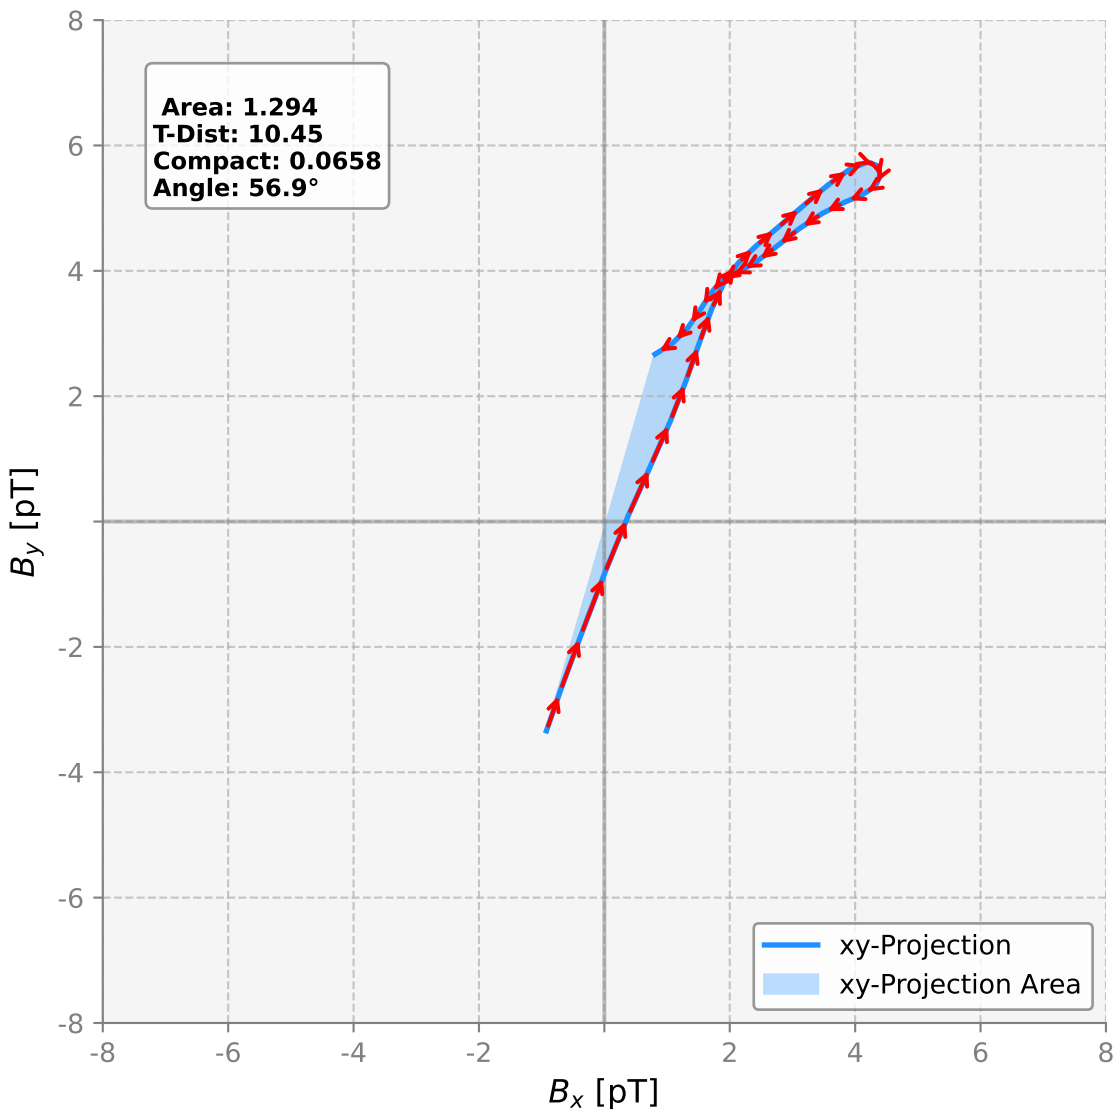 8
6
4
2
-2
-4
-6
-8
-8
-6
-4
-2
2
4
6
8
B_y [pT]
B_x [pT]
Area: 1.294
T-Dist: 10.45
Compact: 0.0658
Angle: 56.9°
xy-Projection
xy-Projection Area